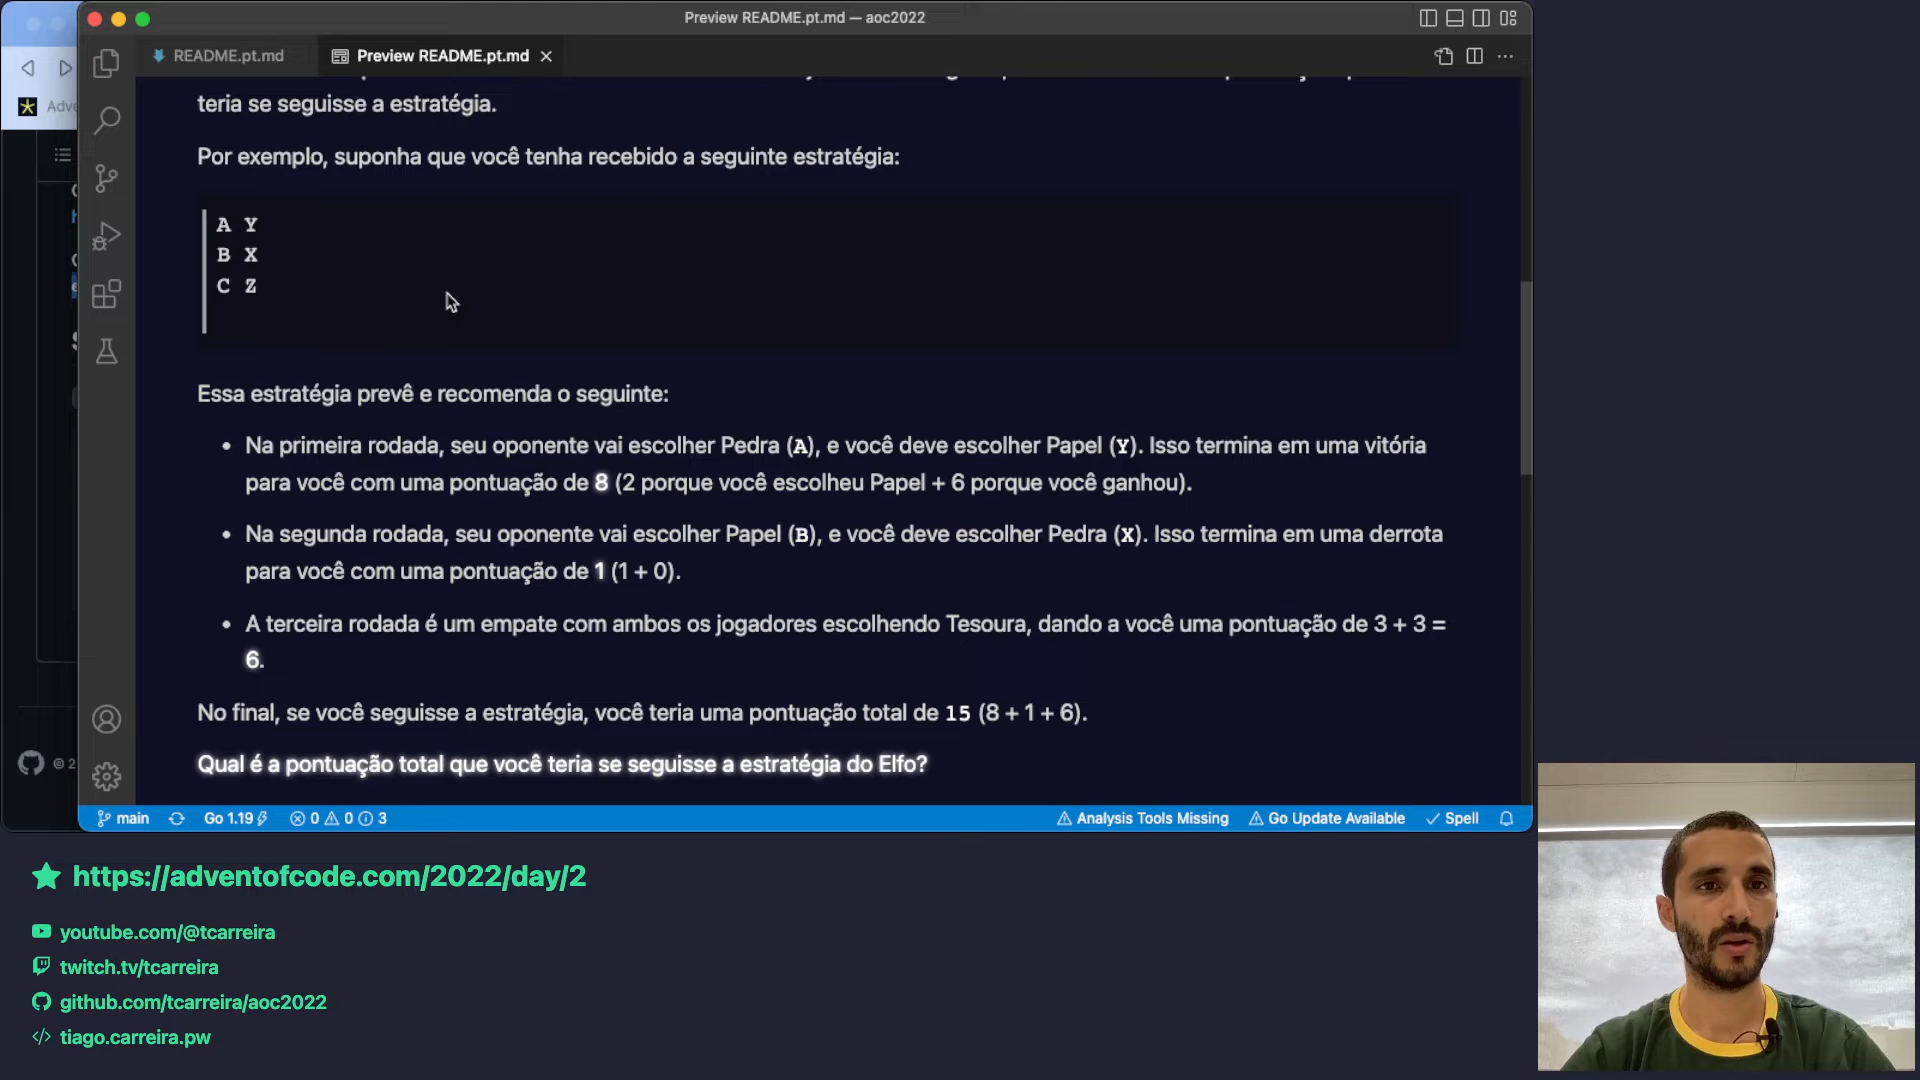 Preview README.pt.md — aoc2022
README.pt.md
Preview README.pt.md
Adve
teria se seguisse a estratégia.
Por exemplo, suponha que você tenha recebido a seguinte estratégia:
A Y
B X
C Z
Essa estratégia prevê e recomenda o seguinte:
• Na primeira rodada, seu oponente vai escolher Pedra (A), e você deve escolher Papel (Y). Isso termina em uma vitória
para você com uma pontuação de 8 (2 porque você escolheu Papel + 6 porque você ganhou).
• Na segunda rodada, seu oponente vai escolher Papel (B), e você deve escolher Pedra (X). Isso termina em uma derrota
para você com uma pontuação de 1 (1 + 0).
• A terceira rodada é um empate com ambos os jogadores escolhendo Tesoura, dando a você uma pontuação de 3 + 3 =
6.
No final, se você seguisse a estratégia, você teria uma pontuação total de 15 (8 + 1 + 6).
Qual é a pontuação total que você teria se seguisse a estratégia do Elfo?
© 2
main Go 1.19 0 0 3 Analysis Tools Missing Go Update Available Spell
https://adventofcode.com/2022/day/2
youtube.com/@tcarreira
twitch.tv/tcarreira
github.com/tcarreira/aoc2022
</> tiago.carreira.pw